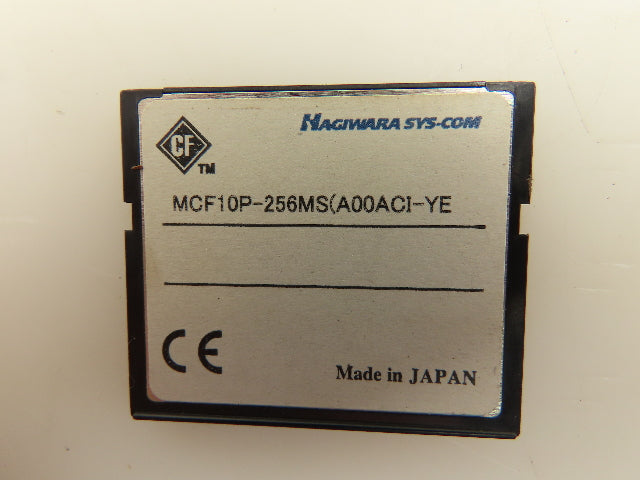 HAGIWARA SYS-COM
CF
TM
MCF10P-256MS(A00ACI-YE
CE
Made in JAPAN